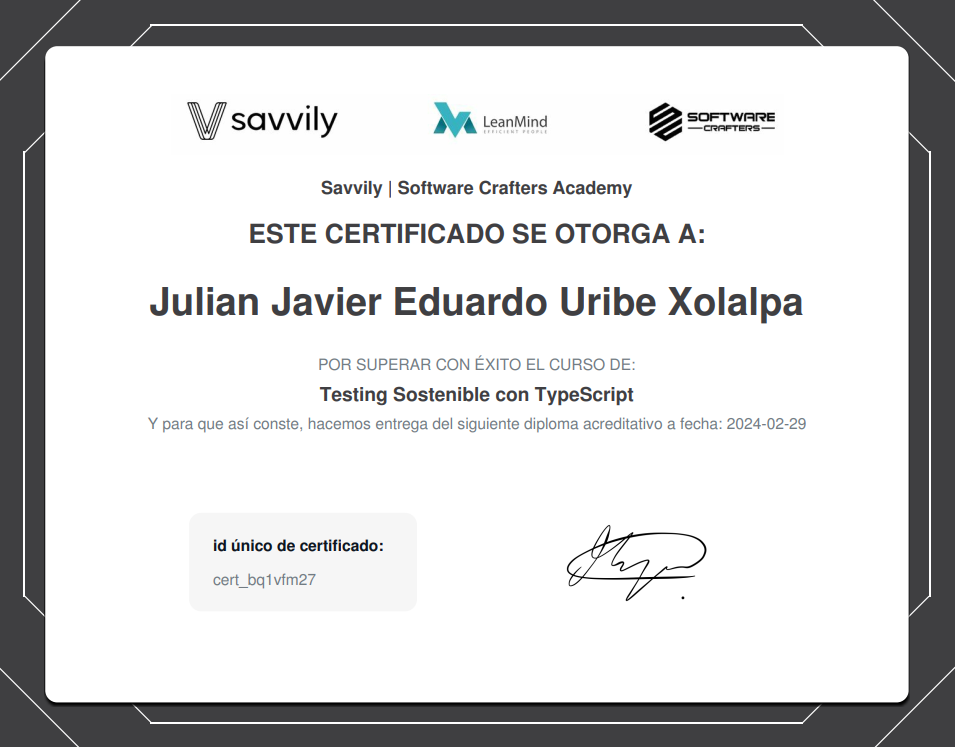 savvily
LeanMind
EFFICIENT PEOPLE
SOFTWARE
CRAFTERS
Savvily | Software Crafters Academy
ESTE CERTIFICADO SE OTORGA A:
Julian Javier Eduardo Uribe Xolalpa
POR SUPERAR CON ÉXITO EL CURSO DE:
Testing Sostenible con TypeScript
Y para que así conste, hacemos entrega del siguiente diploma acreditativo a fecha: 2024-02-29
id único de certificado:
cert_bq1vfm27